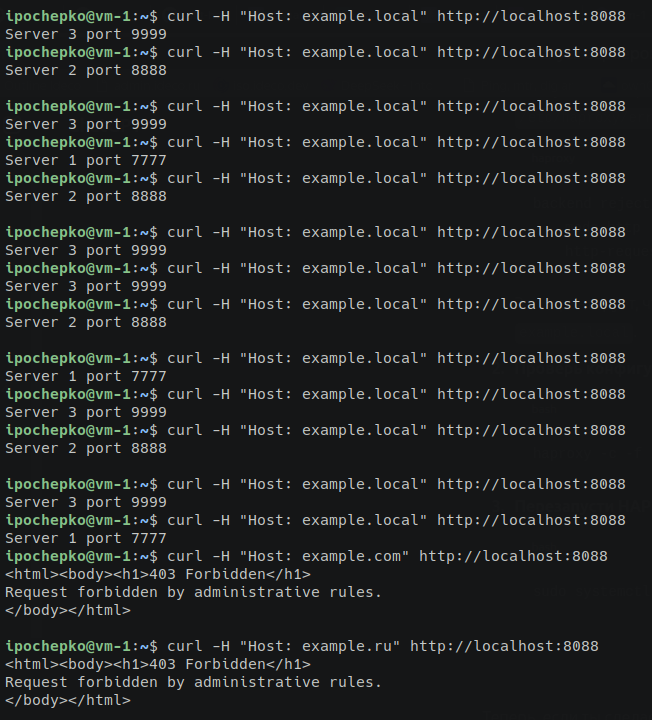 ipochepko@vm-1:~$ curl -H "Host: example.local" http://localhost:8088
Server 3 port 9999
ipochepko@vm-1:~$ curl -H "Host: example.local" http://localhost:8088
Server 2 port 8888

ipochepko@vm-1:~$ curl -H "Host: example.local" http://localhost:8088
Server 3 port 9999
ipochepko@vm-1:~$ curl -H "Host: example.local" http://localhost:8088
Server 1 port 7777
ipochepko@vm-1:~$ curl -H "Host: example.local" http://localhost:8088
Server 2 port 8888

ipochepko@vm-1:~$ curl -H "Host: example.local" http://localhost:8088
Server 3 port 9999
ipochepko@vm-1:~$ curl -H "Host: example.local" http://localhost:8088
Server 3 port 9999
ipochepko@vm-1:~$ curl -H "Host: example.local" http://localhost:8088
Server 2 port 8888

ipochepko@vm-1:~$ curl -H "Host: example.local" http://localhost:8088
Server 1 port 7777
ipochepko@vm-1:~$ curl -H "Host: example.local" http://localhost:8088
Server 3 port 9999
ipochepko@vm-1:~$ curl -H "Host: example.local" http://localhost:8088
Server 2 port 8888

ipochepko@vm-1:~$ curl -H "Host: example.local" http://localhost:8088
Server 3 port 9999
ipochepko@vm-1:~$ curl -H "Host: example.local" http://localhost:8088
Server 1 port 7777
ipochepko@vm-1:~$ curl -H "Host: example.com" http://localhost:8088
<html><body><h1>403 Forbidden</h1>
Request forbidden by administrative rules.
</body></html>

ipochepko@vm-1:~$ curl -H "Host: example.ru" http://localhost:8088
<html><body><h1>403 Forbidden</h1>
Request forbidden by administrative rules.
</body></html>